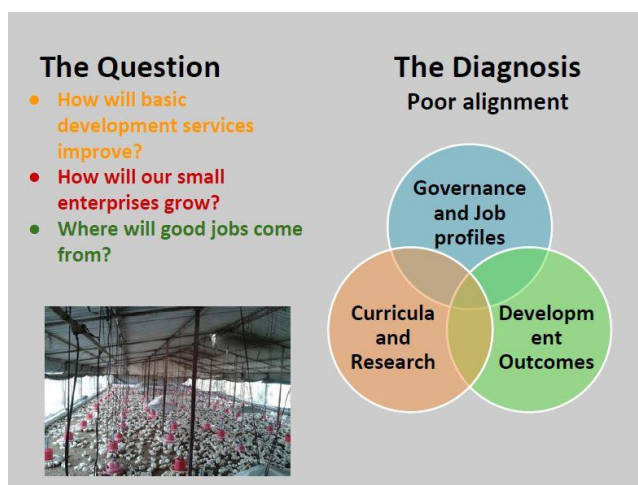 The Question
● How will basic
development services
improve?
● How will our small
enterprises grow?
● Where will good jobs come
from?
The Diagnosis
Poor alignment
Governance
and Job
profiles
Curricula
and
Research
Developm
ent
Outcomes